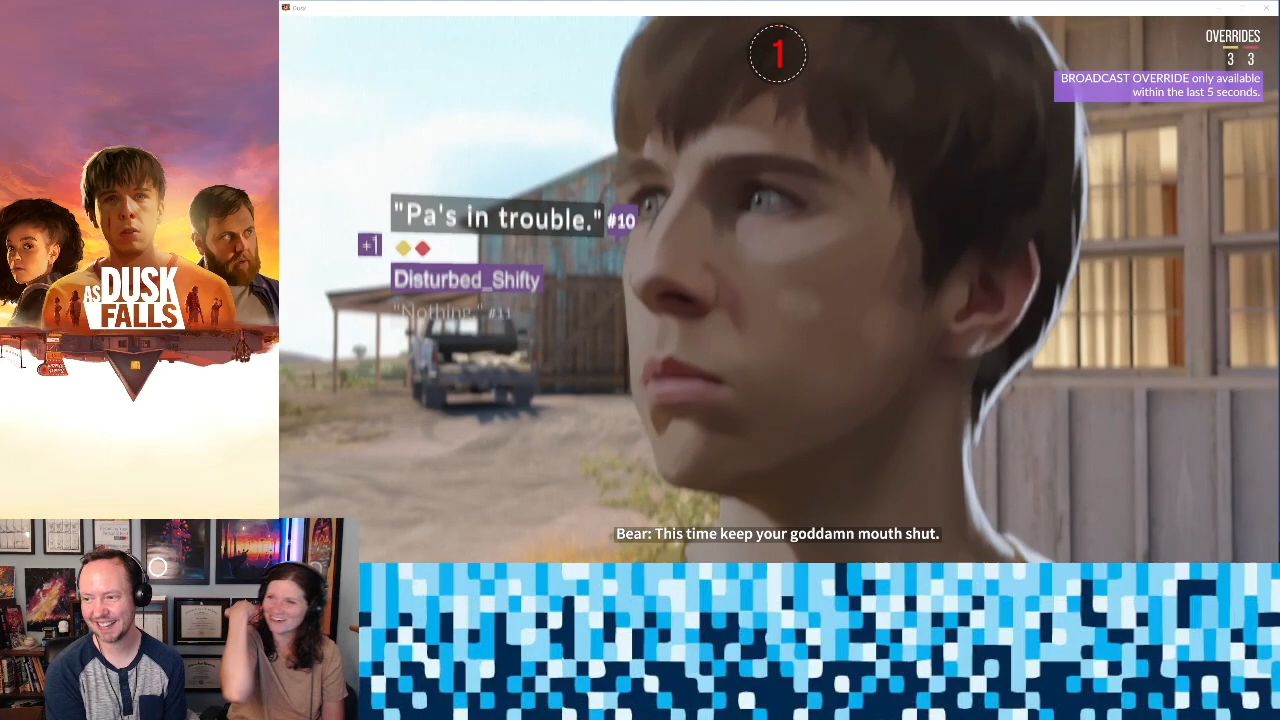 Dusk
1
OVERRIDES
3 3
BROADCAST OVERRIDE only available
within the last 5 seconds.
"Pa's in trouble." #10
+1
Disturbed_Shifty
"Nothing." #11
AS DUSK
FALLS
Bear: This time keep your goddamn mouth shut.